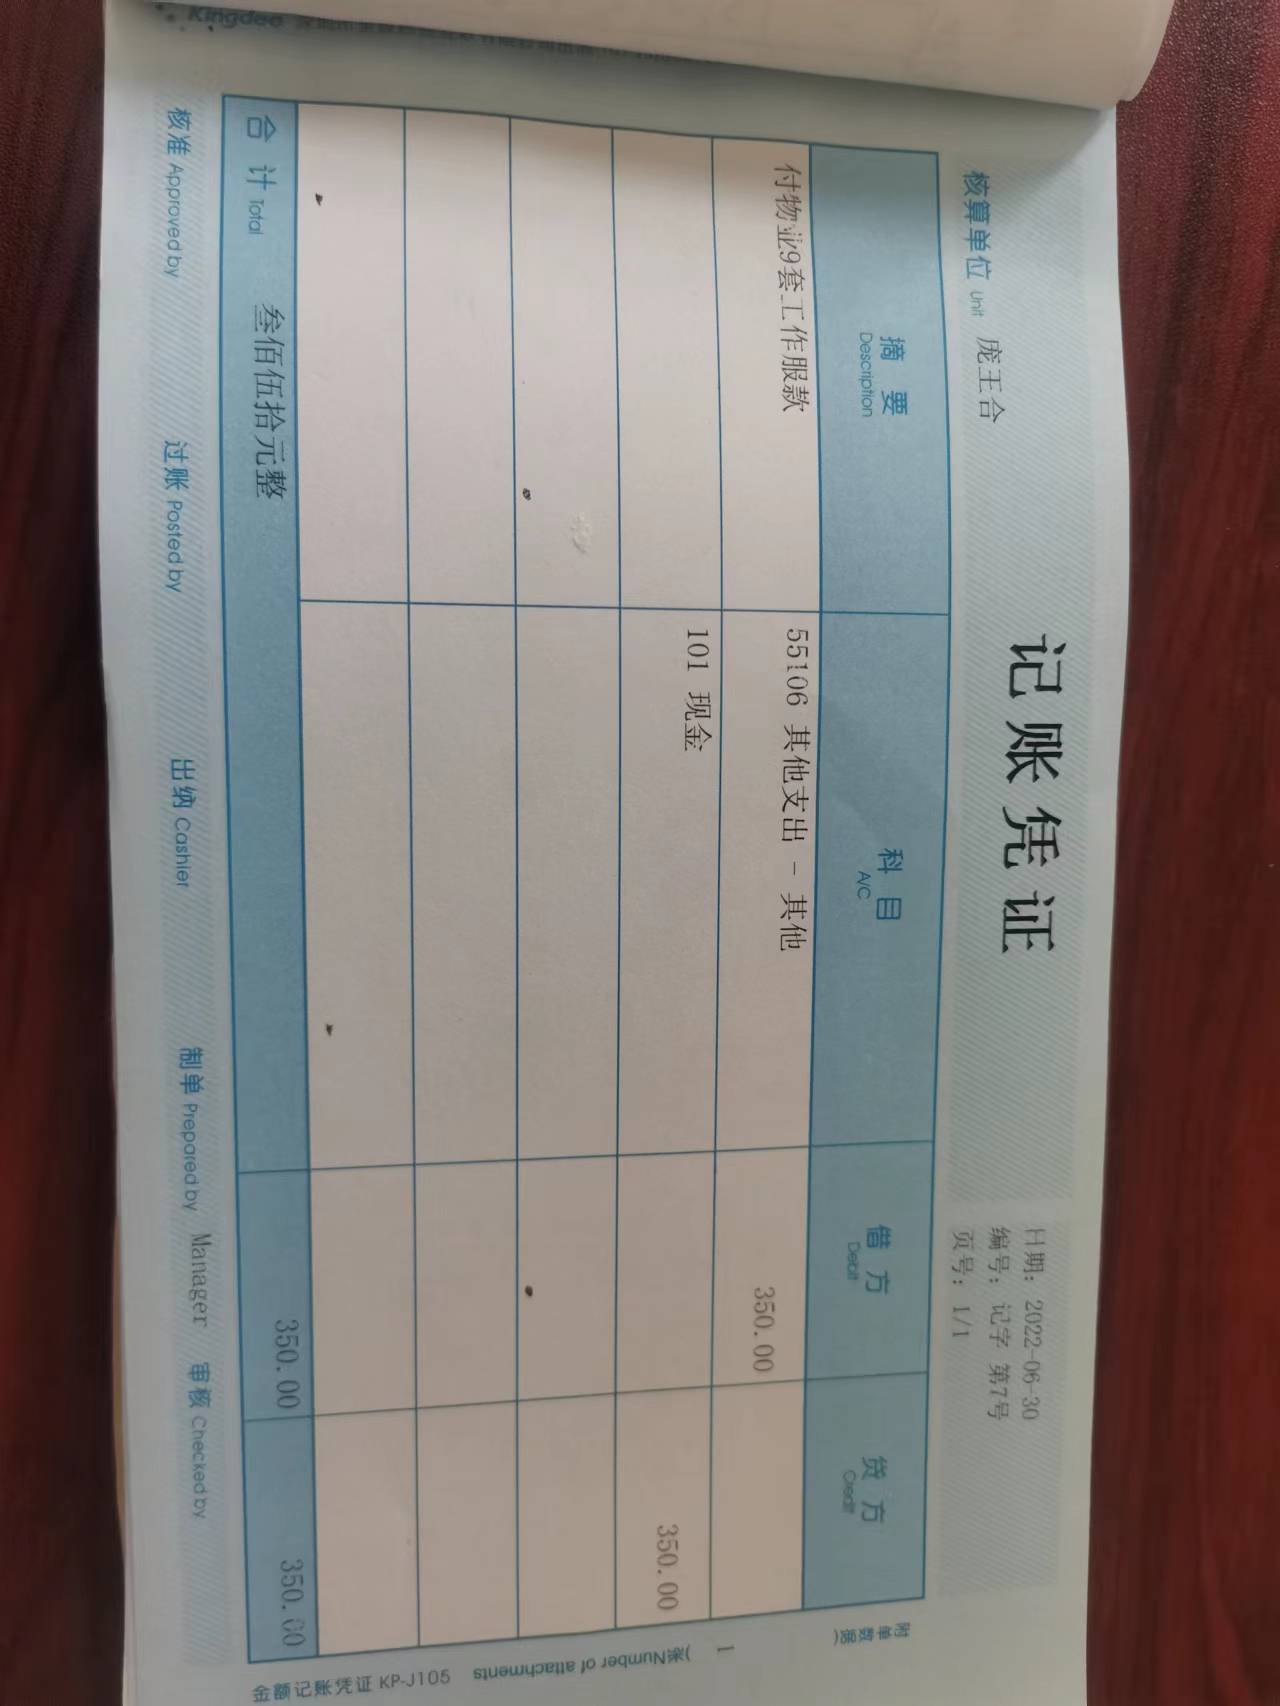 Kingdee
记账凭证
日期: 2022-06-30
编号: 记字 第7号
页号: 1/1
核算单位 Unit 庞王合
摘要 科目 借方 贷方
Description A/C Debit Credit
付物业9套工作服款 55106 其他支出 - 其他 350.00
101 现金 350.00
合计 Total 叁佰伍拾元整 350.00 350.00
附单据数( 1 )张(Number of attachments
金额记账凭证 KP-J105
核准 Approved by 过账 Posted by 出纳 Cashier 制单 Prepared by Manager 审核 Checked by